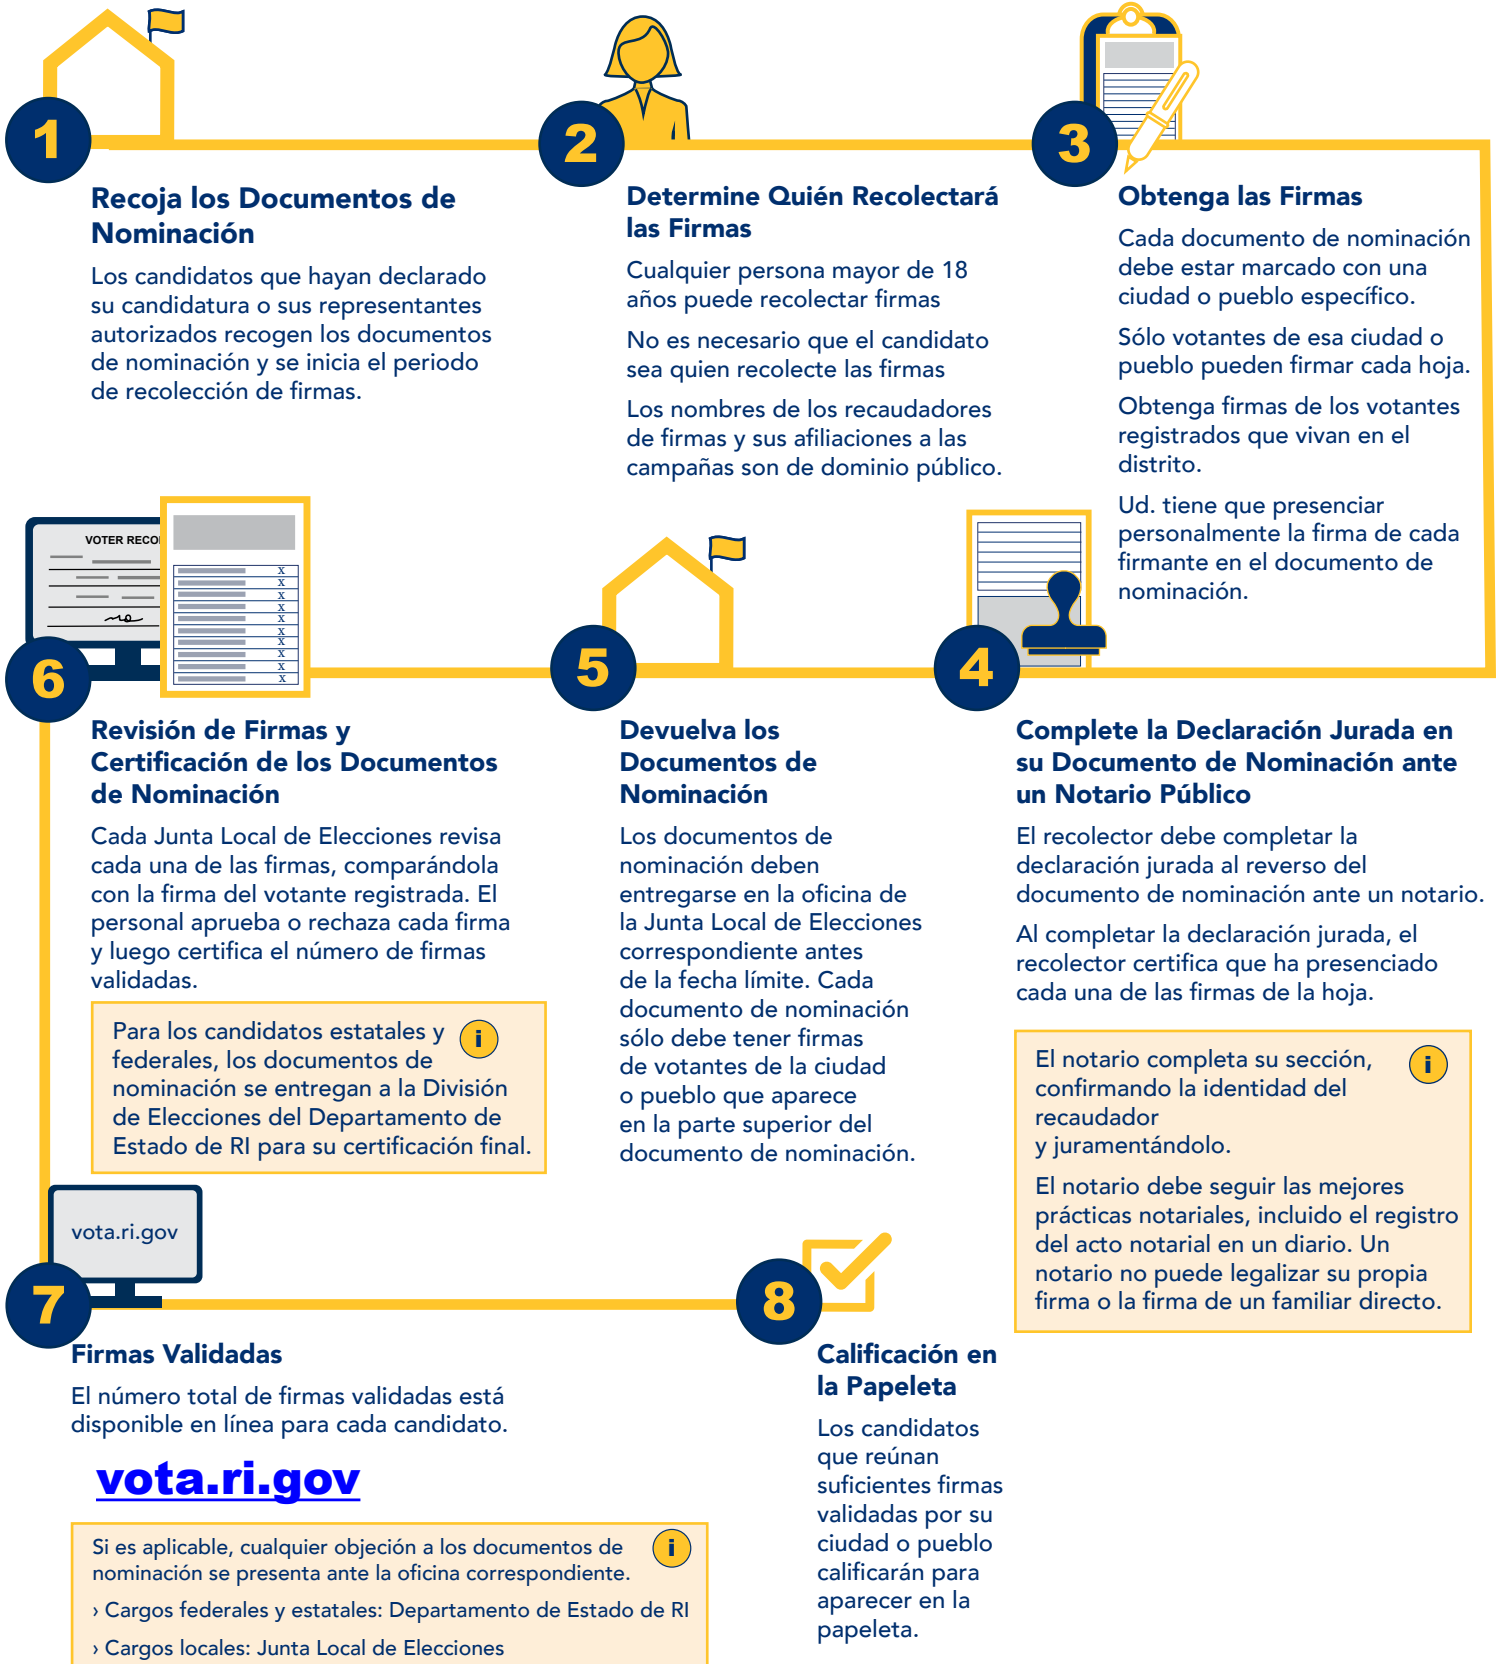 1
Recoja los Documentos de
Nominación
Los candidatos que hayan declarado
su candidatura o sus representantes
autorizados recogen los documentos
de nominación y se inicia el periodo
de recolección de firmas.
2
Determine Quién Recolectará
las Firmas
Cualquier persona mayor de 18
años puede recolectar firmas
No es necesario que el candidato
sea quien recolecte las firmas
Los nombres de los recaudadores
de firmas y sus afiliaciones a las
campañas son de dominio público.
3
Obtenga las Firmas
Cada documento de nominación
debe estar marcado con una
ciudad o pueblo específico.
Sólo votantes de esa ciudad o
pueblo pueden firmar cada hoja.
Obtenga firmas de los votantes
registrados que vivan en el
distrito.
Ud. tiene que presenciar
personalmente la firma de cada
firmante en el documento de
nominación.
4
Complete la Declaración Jurada en
su Documento de Nominación ante
un Notario Público
El recolector debe completar la
declaración jurada al reverso del
documento de nominación ante un notario.
Al completar la declaración jurada, el
recolector certifica que ha presenciado
cada una de las firmas de la hoja.
El notario completa su sección,
confirmando la identidad del
recaudador
y juramentándolo.
i
El notario debe seguir las mejores
prácticas notariales, incluido el registro
del acto notarial en un diario. Un
notario no puede legalizar su propia
firma o la firma de un familiar directo.
5
Devuelva los
Documentos de
Nominación
Los documentos de
nominación deben
entregarse en la oficina de
la Junta Local de Elecciones
correspondiente antes
de la fecha límite. Cada
documento de nominación
sólo debe tener firmas
de votantes de la ciudad
o pueblo que aparece
en la parte superior del
documento de nominación.
VOTER RECO
x
x
x
x
x
x
x
x
x
x
6
Revisión de Firmas y
Certificación de los Documentos
de Nominación
Cada Junta Local de Elecciones revisa
cada una de las firmas, comparándola
con la firma del votante registrada. El
personal aprueba o rechaza cada firma
y luego certifica el número de firmas
validadas.
Para los candidatos estatales y
federales, los documentos de
nominación se entregan a la División
de Elecciones del Departamento de
Estado de RI para su certificación final.
i
vota.ri.gov
7
Firmas Validadas
El número total de firmas validadas está
disponible en línea para cada candidato.
vota.ri.gov
Si es aplicable, cualquier objeción a los documentos de
nominación se presenta ante la oficina correspondiente.
i
› Cargos federales y estatales: Departamento de Estado de RI
› Cargos locales: Junta Local de Elecciones
8
Calificación en
la Papeleta
Los candidatos
que reúnan
suficientes firmas
validadas por su
ciudad o pueblo
calificarán para
aparecer en la
papeleta.